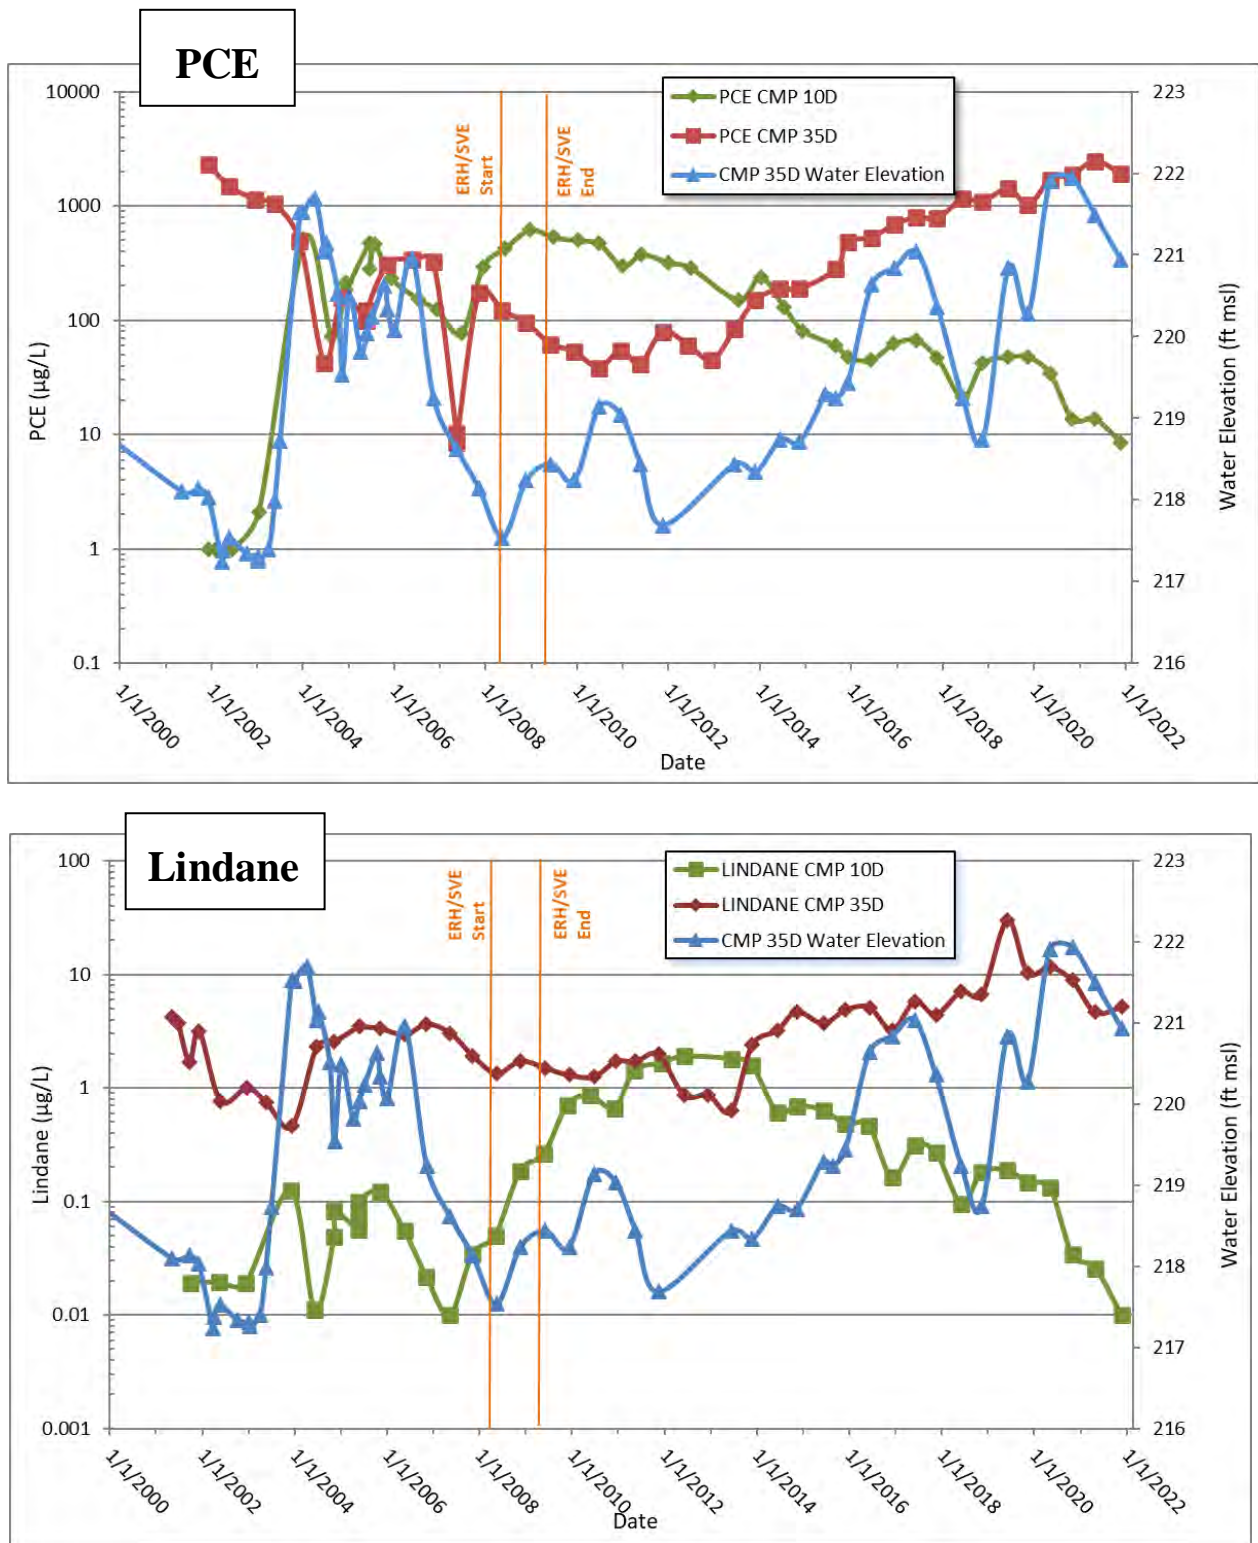 PCE
PCE CMP 10D
PCE CMP 35D
CMP 35D Water Elevation
ERH/SVE
Start
ERH/SVE
End
10000
1000
100
10
1
0.1
PCE (µg/L)
223
222
221
220
219
218
217
216
Water Elevation (ft msl)
1/1/2000
1/1/2002
1/1/2004
1/1/2006
1/1/2008
1/1/2010
1/1/2012
1/1/2014
1/1/2016
1/1/2018
1/1/2020
1/1/2022
Date
Lindane
LINDANE CMP 10D
LINDANE CMP 35D
CMP 35D Water Elevation
ERH/SVE
Start
ERH/SVE
End
100
10
1
0.1
0.01
0.001
Lindane (µg/L)
223
222
221
220
219
218
217
216
Water Elevation (ft msl)
1/1/2000
1/1/2002
1/1/2004
1/1/2006
1/1/2008
1/1/2010
1/1/2012
1/1/2014
1/1/2016
1/1/2018
1/1/2020
1/1/2022
Date